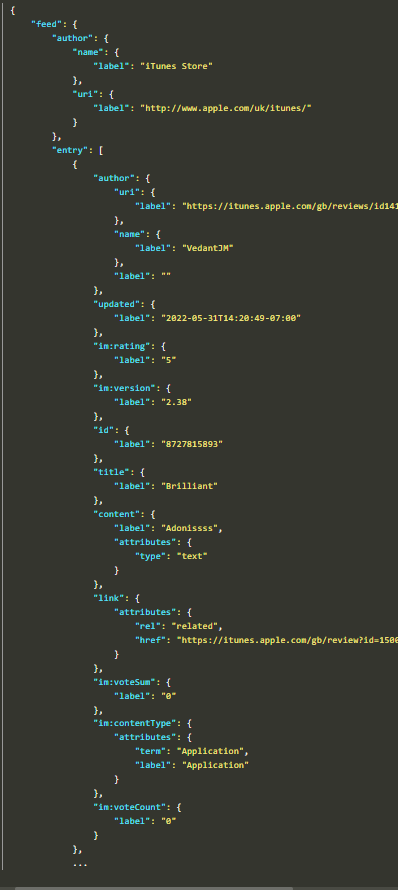 {
"feed": {
"author": {
"name": {
"label": "iTunes Store"
},
"uri": {
"label": "http://www.apple.com/uk/itunes/"
}
},
"entry": [
{
"author": {
"uri": {
"label": "https://itunes.apple.com/gb/reviews/id141
},
"name": {
"label": "VedantJM"
},
"label": ""
},
"updated": {
"label": "2022-05-31T14:20:49-07:00"
},
"im:rating": {
"label": "5"
},
"im:version": {
"label": "2.38"
},
"id": {
"label": "8727815893"
},
"title": {
"label": "Brilliant"
},
"content": {
"label": "Adonissss",
"attributes": {
"type": "text"
}
},
"link": {
"attributes": {
"rel": "related",
"href": "https://itunes.apple.com/gb/review?id=1500
}
},
"im:voteSum": {
"label": "0"
},
"im:contentType": {
"attributes": {
"term": "Application",
"label": "Application"
}
},
"im:voteCount": {
"label": "0"
}
},
...